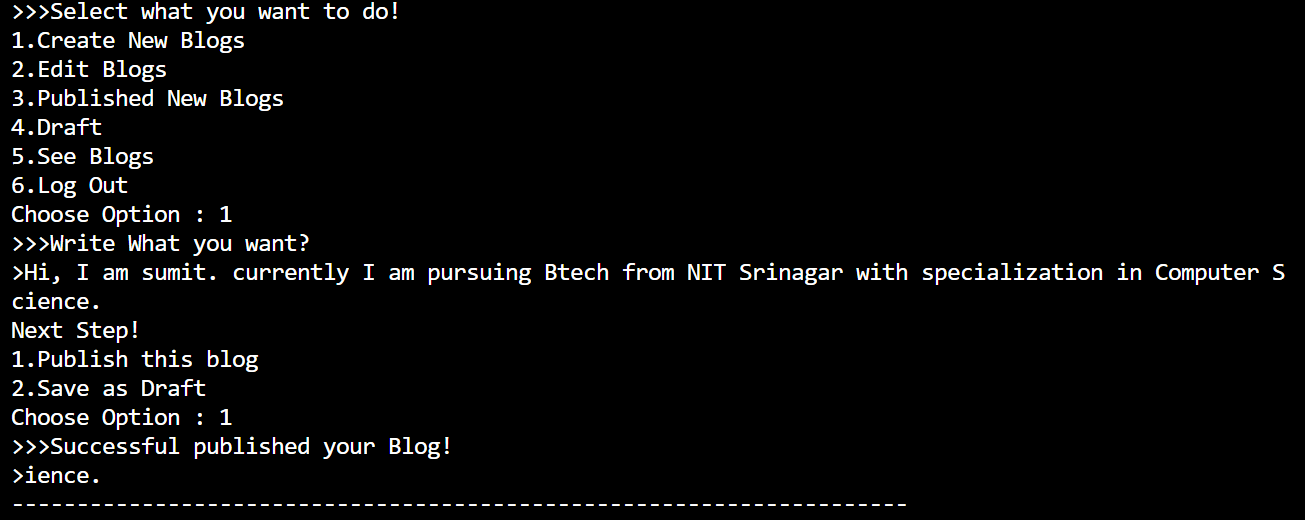 >>>Select what you want to do!
1.Create New Blogs
2.Edit Blogs
3.Published New Blogs
4.Draft
5.See Blogs
6.Log Out
Choose Option : 1
>>>Write What you want?
>Hi, I am sumit. currently I am pursuing Btech from NIT Srinagar with specialization in Computer S
cience.
Next Step!
1.Publish this blog
2.Save as Draft
Choose Option : 1
>>>Successful published your Blog!
>ience.
---------------------------------------------------------------------